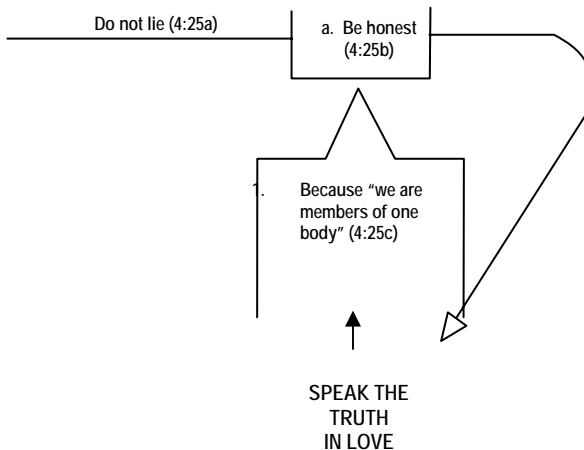 Do not lie (4:25a)
a. Be honest
(4:25b)
1. Because “we are
members of one
body” (4:25c)
SPEAK THE
TRUTH
IN LOVE